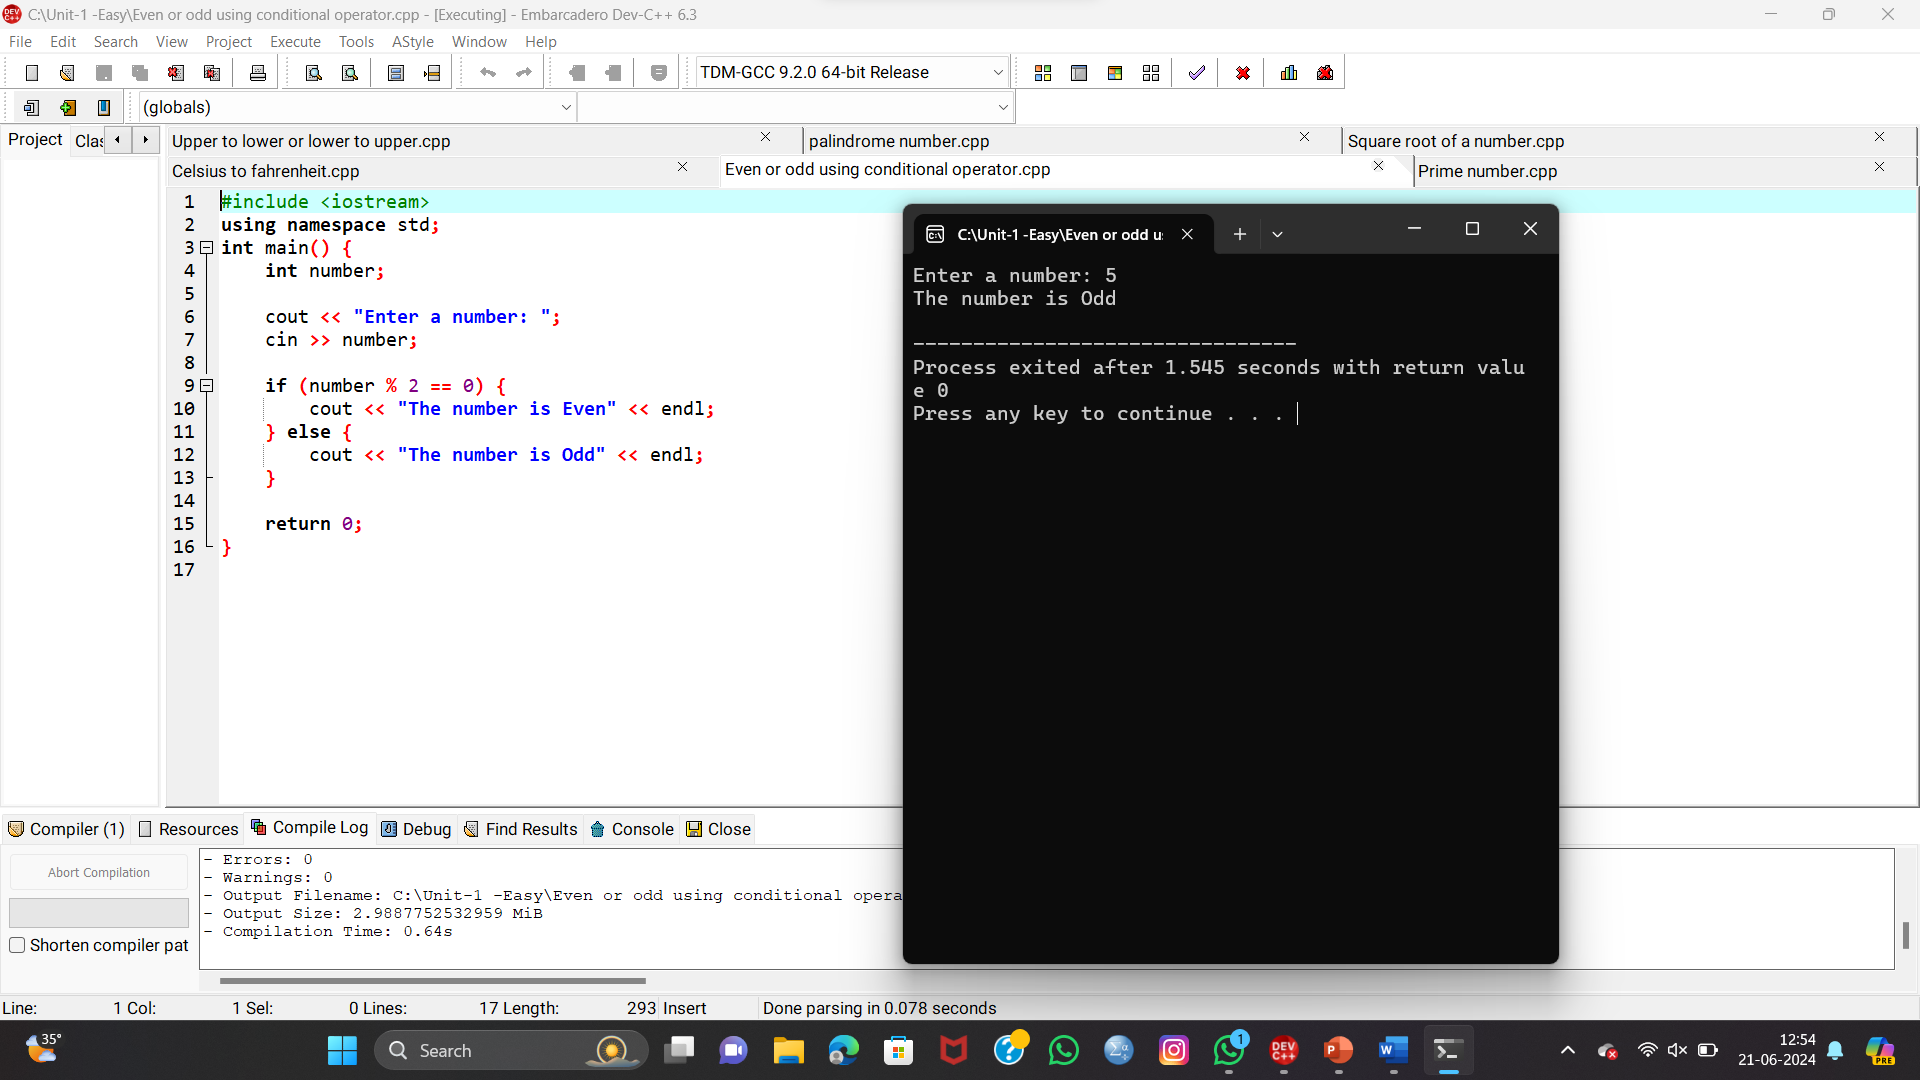 C:\Unit-1 -Easy\Even or odd using conditional operator.cpp - [Executing] - Embarcadero Dev-C++ 6.3
File Edit Search View Project Execute Tools AStyle Window Help
TDM-GCC 9.2.0 64-bit Release
(globals)
Project Clas
Upper to lower or lower to upper.cpp palindrome number.cpp Square root of a number.cpp
Celsius to fahrenheit.cpp Even or odd using conditional operator.cpp Prime number.cpp
1 #include <iostream>
2 using namespace std;
3 int main() {
4 int number;
5
6 cout << "Enter a number: ";
7 cin >> number;
8
9 if (number % 2 == 0) {
10 cout << "The number is Even" << endl;
11 } else {
12 cout << "The number is Odd" << endl;
13 }
14
15 return 0;
16 }
17
C:\Unit-1 -Easy\Even or odd u
Enter a number: 5
The number is Odd
--------------------------------
Process exited after 1.545 seconds with return valu
e 0
Press any key to continue . . .
Compiler (1) Resources Compile Log Debug Find Results Console Close
Abort Compilation
Shorten compiler pat
- Errors: 0
- Warnings: 0
- Output Filename: C:\Unit-1 -Easy\Even or odd using conditional opera
- Output Size: 2.9887752532959 MiB
- Compilation Time: 0.64s
Line: 1 Col: 1 Sel: 0 Lines: 17 Length: 293 Insert Done parsing in 0.078 seconds
35°
Search
1
DEV C++
12:54
21-06-2024
PRE